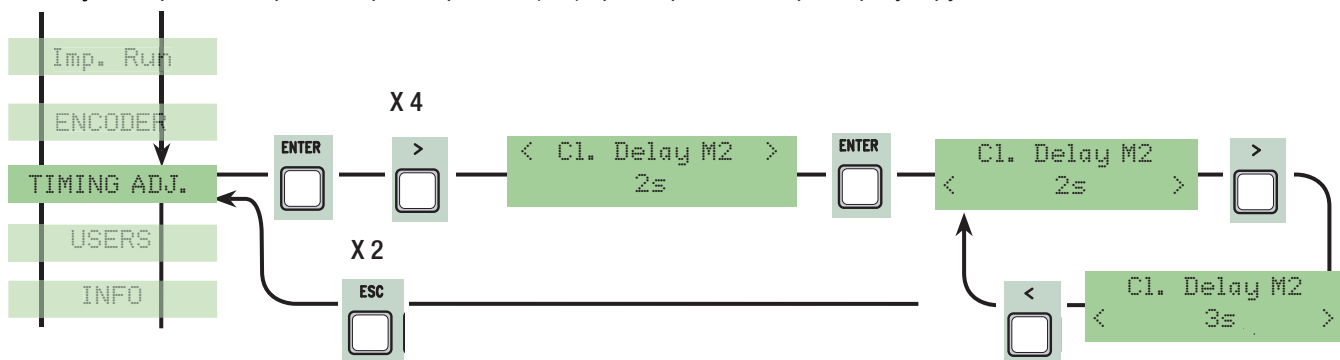 Imp. Run
ENCODER
TIMING ADJ.
USERS
INFO
ENTER
X 4
>
< Cl. Delay M2 >
2s
ENTER
Cl. Delay M2
< 2s >
>
X 2
ESC
<
Cl. Delay M2
< 3s >